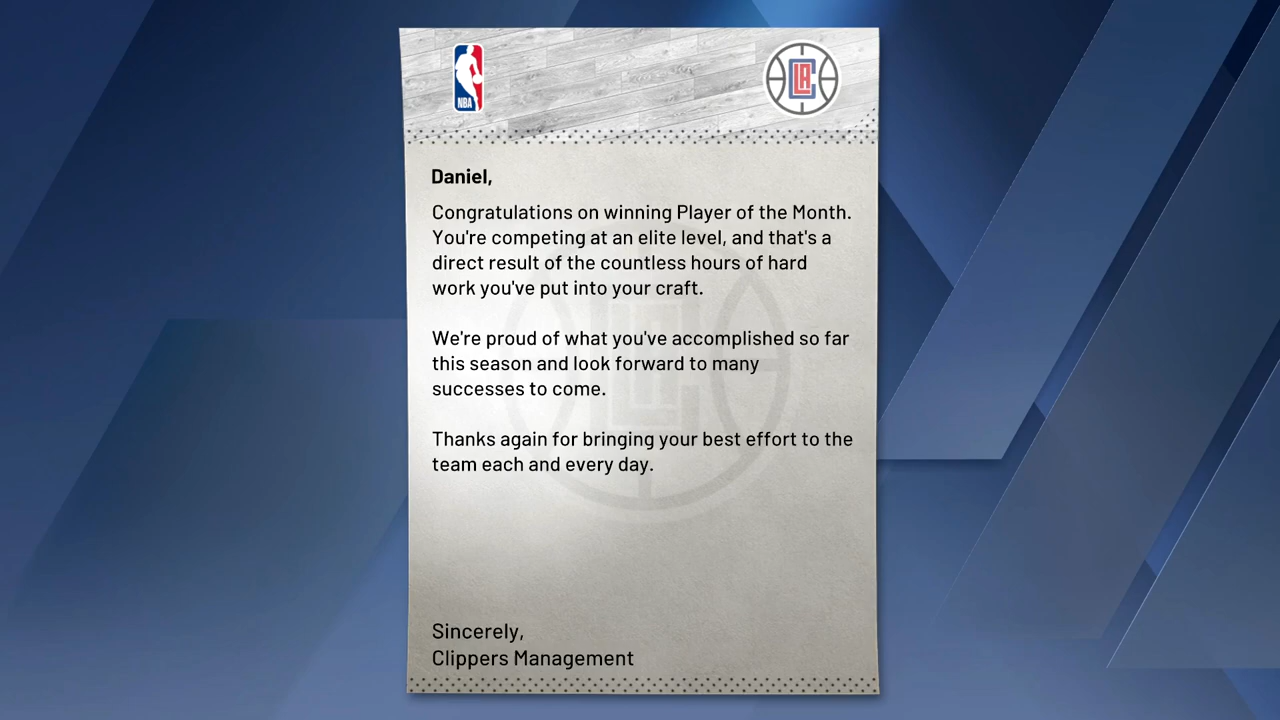 NBA
LAC
Daniel,
Congratulations on winning Player of the Month.
You're competing at an elite level, and that's a
direct result of the countless hours of hard
work you've put into your craft.
We're proud of what you've accomplished so far
this season and look forward to many
successes to come.
Thanks again for bringing your best effort to the
team each and every day.
Sincerely,
Clippers Management